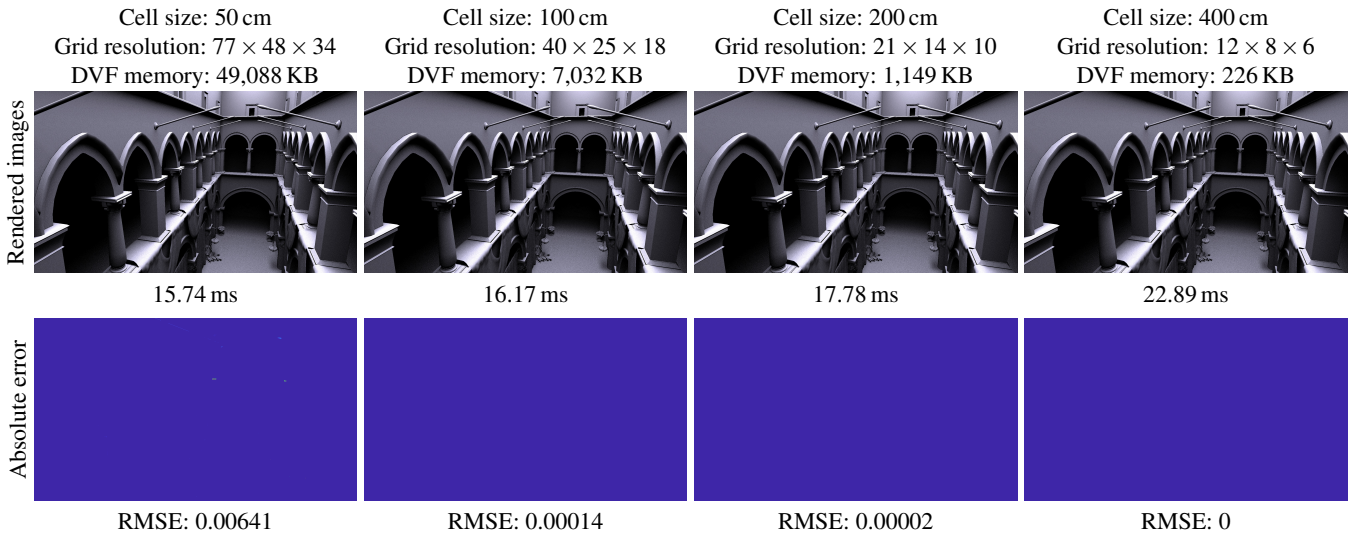 Cell size: 50 cm
Grid resolution: 77 × 48 × 34
DVF memory: 49,088 KB
Cell size: 100 cm
Grid resolution: 40 × 25 × 18
DVF memory: 7,032 KB
Cell size: 200 cm
Grid resolution: 21 × 14 × 10
DVF memory: 1,149 KB
Cell size: 400 cm
Grid resolution: 12 × 8 × 6
DVF memory: 226 KB
Rendered images
15.74 ms
16.17 ms
17.78 ms
22.89 ms
Absolute error
RMSE: 0.00641
RMSE: 0.00014
RMSE: 0.00002
RMSE: 0